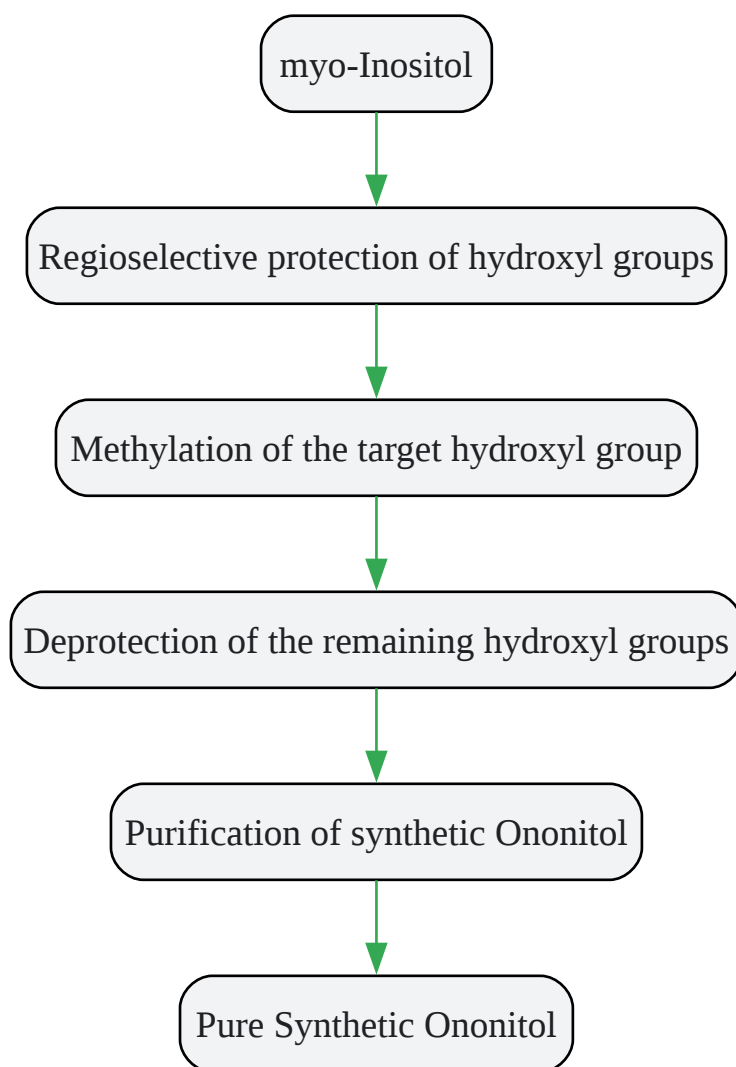 myo-Inositol
Regioselective protection of hydroxyl groups
Methylation of the target hydroxyl group
Deprotection of the remaining hydroxyl groups
Purification of synthetic Ononitol
Pure Synthetic Ononitol